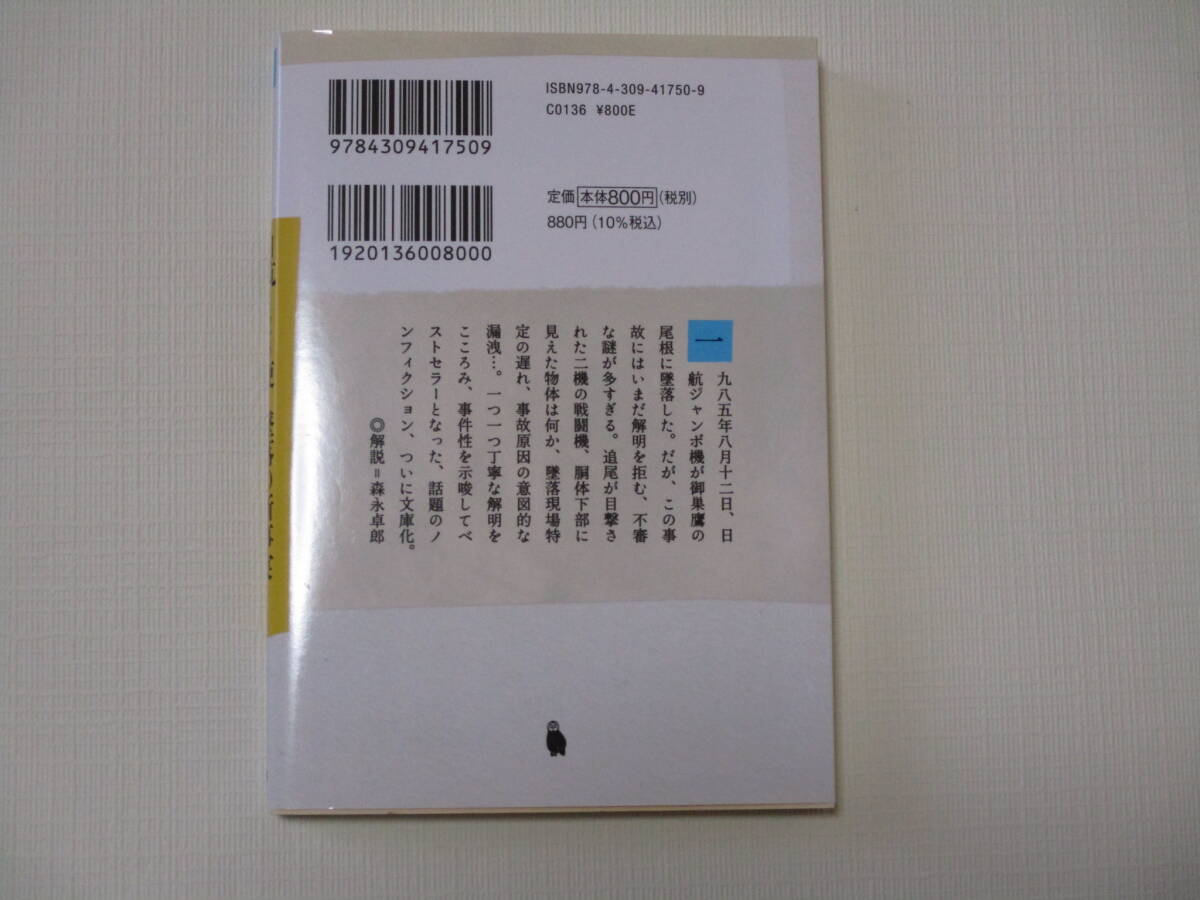 ISBN978-4-309-41750-9
C0136 ¥800E
9784309417509
定価 本体800円(税別)
880円(10%税込)
1920136008000
一九八五年八月十二日、日
航ジャンボ機が御巣鷹の
尾根に墜落した。だが、この事
故にはいまだ解明を拒む、不審
な謎が多すぎる。追尾が目撃さ
れた二機の戦闘機、胴体下部に
見えた物体は何か、墜落現場特
定の遅れ、事故原因の意図的な
漏洩…。一つ一つ丁寧な解明を
こころみ、事件性を示唆してベ
ストセラーとなった、話題のノ
ンフィクション、ついに文庫化。
◎解説=森永卓郎